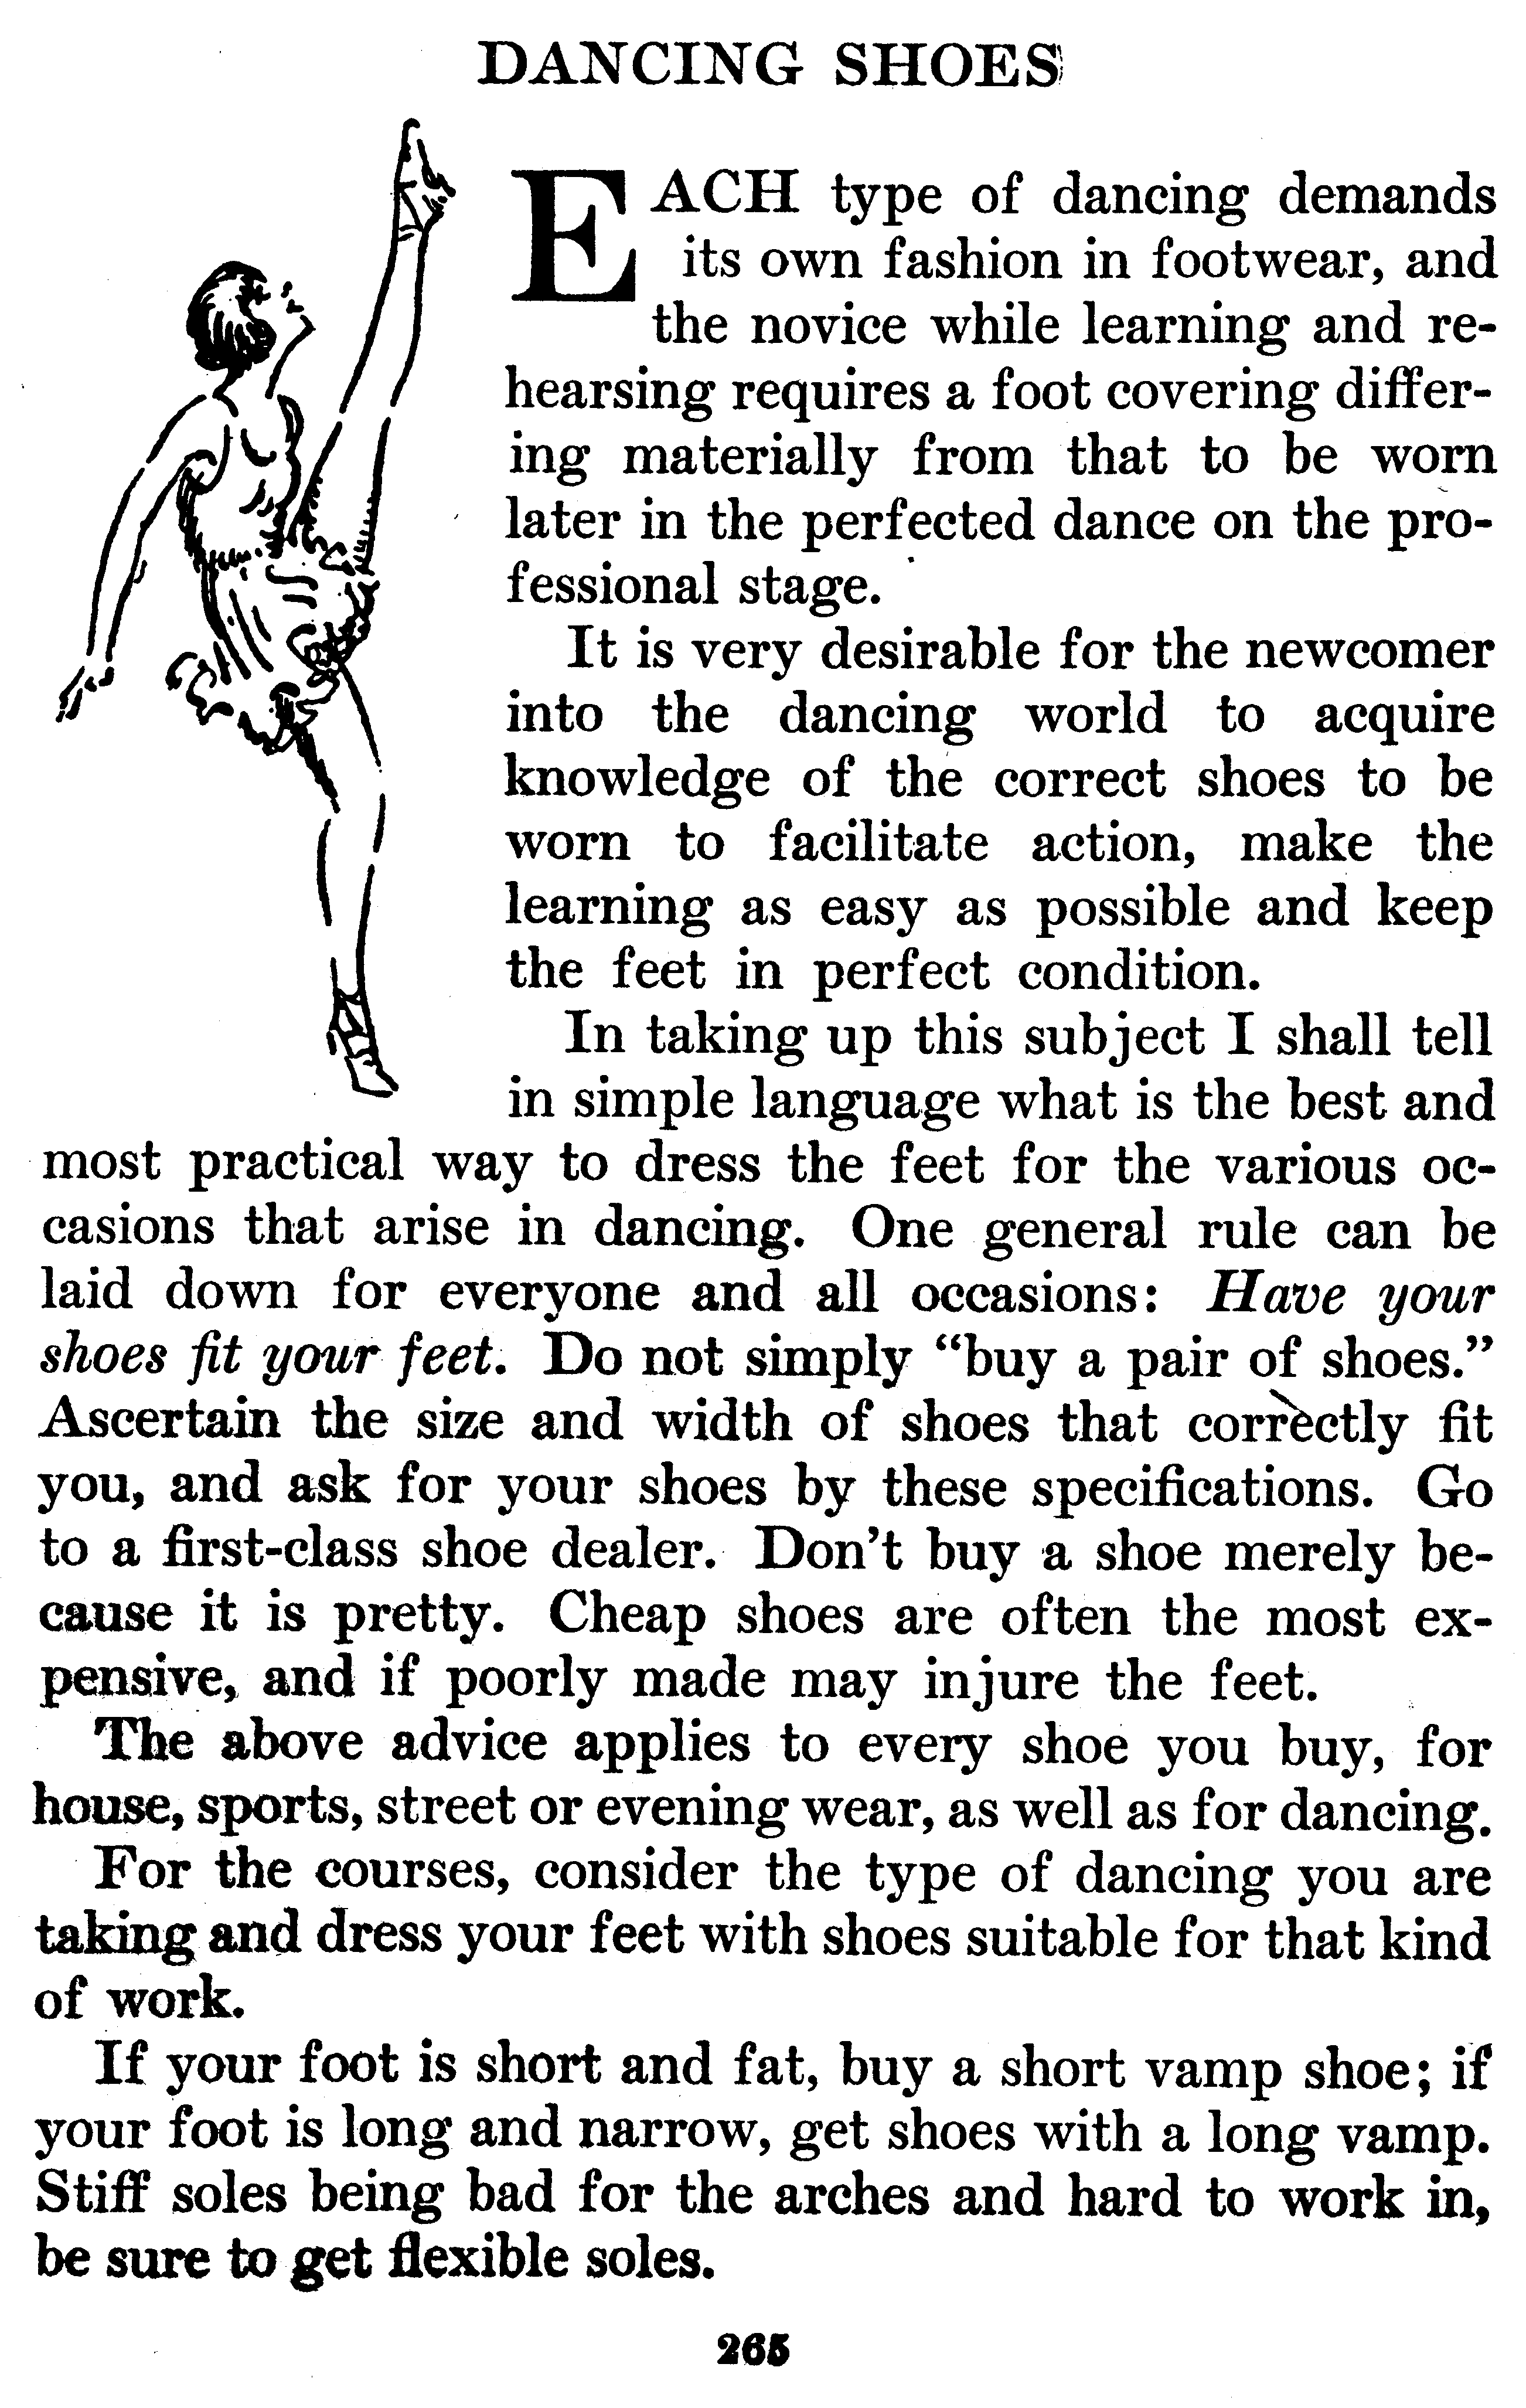 DANCING SHOES
EACH type of dancing demands
its own fashion in footwear, and
the novice while learning and re-
hearsing requires a foot covering differ-
ing materially from that to be worn
later in the perfected dance on the pro-
fessional stage.
It is very desirable for the newcomer
into the dancing world to acquire
knowledge of the correct shoes to be
worn to facilitate action, make the
learning as easy as possible and keep
the feet in perfect condition.
In taking up this subject I shall tell
in simple language what is the best and
most practical way to dress the feet for the various oc-
casions that arise in dancing. One general rule can be
laid down for everyone and all occasions: Have your
shoes fit your feet. Do not simply “buy a pair of shoes.”
Ascertain the size and width of shoes that correctly fit
you, and ask for your shoes by these specifications. Go
to a first-class shoe dealer. Don't buy a shoe merely be-
cause it is pretty. Cheap shoes are often the most ex-
pensive, and if poorly made may injure the feet.
The above advice applies to every shoe you buy, for
house, sports, street or evening wear, as well as for dancing.
For the courses, consider the type of dancing you are
taking and dress your feet with shoes suitable for that kind
of work.
If your foot is short and fat, buy a short vamp shoe; if
your foot is long and narrow, get shoes with a long vamp.
Stiff soles being bad for the arches and hard to work in,
be sure to get flexible soles.
265